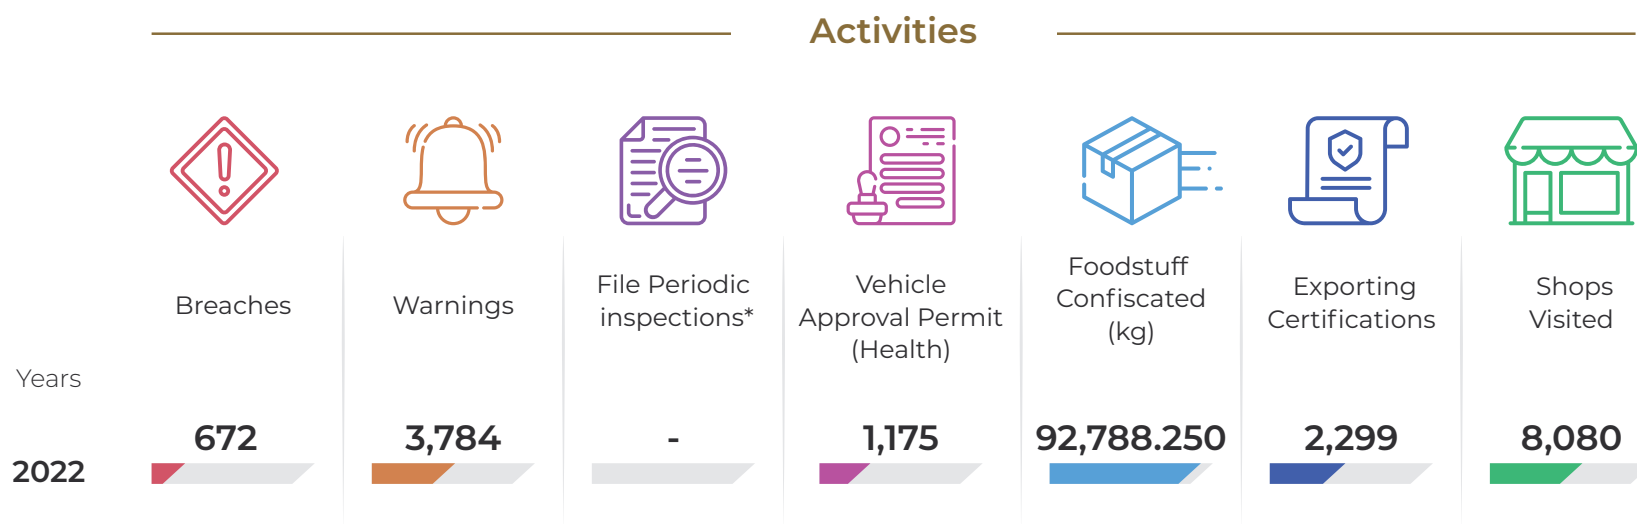 Activities
Breaches
Warnings
File Periodic
inspections*
Vehicle
Approval Permit
(Health)
Foodstuff
Confiscated
(kg)
Exporting
Certifications
Shops
Visited
Years
672
3,784
-
1,175
92,788.250
2,299
8,080
2022